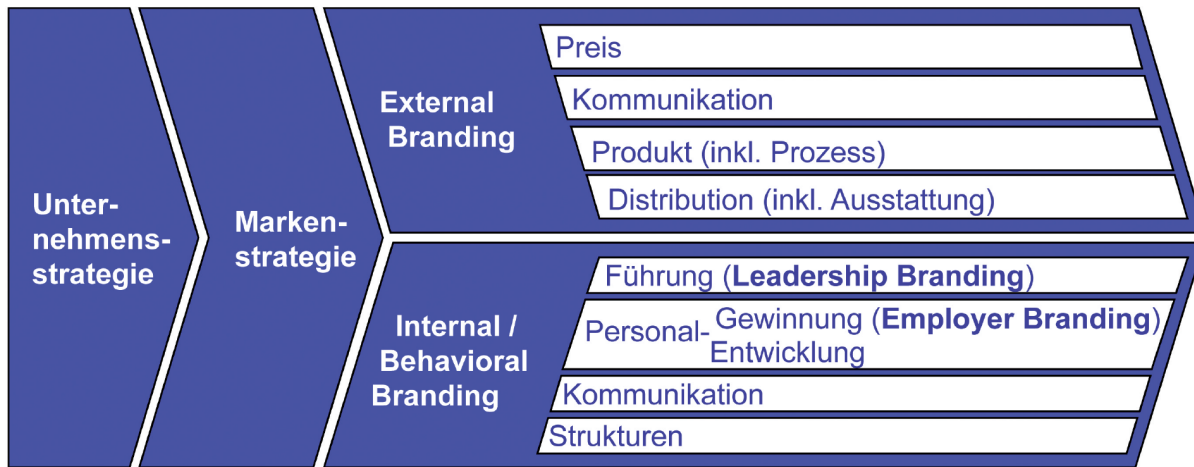 Unter-
nehmens-
strategie
Marken-
strategie
External
Branding
Preis
Kommunikation
Produkt (inkl. Prozess)
Distribution (inkl. Ausstattung)
Internal /
Behavioral
Branding
Führung (Leadership Branding)
Personal-
Gewinnung (Employer Branding)
Entwicklung
Kommunikation
Strukturen